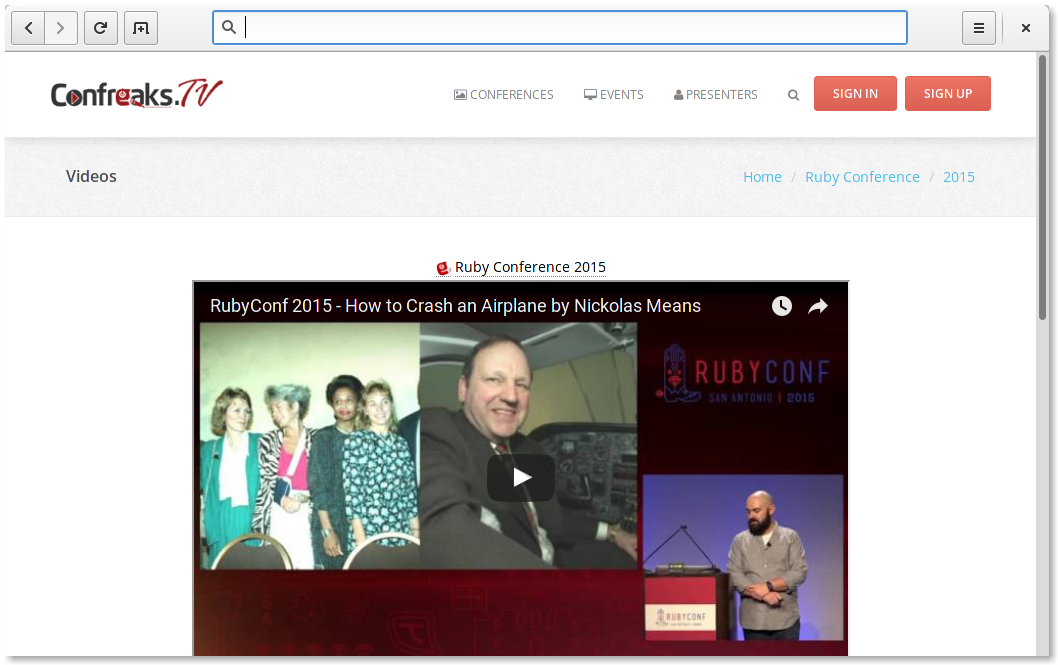 Confreaks.TV
CONFERENCES
EVENTS
PRESENTERS
SIGN IN
SIGN UP
Videos
Home / Ruby Conference / 2015
Ruby Conference 2015
RubyConf 2015 - How to Crash an Airplane by Nickolas Means
RUBYCONF
SAN ANTONIO | 2015
RUBYCONF